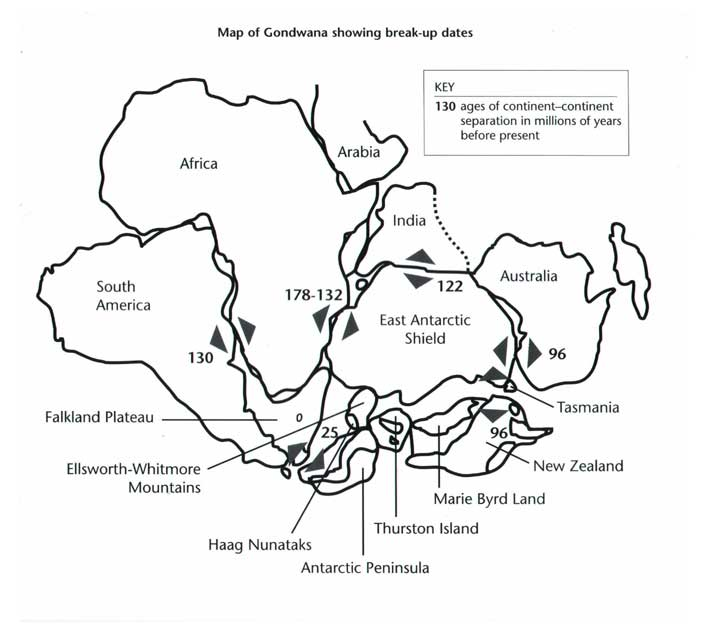 Map of Gondwana showing break-up dates
KEY
130 ages of continent–continent
separation in millions of years
before present
Arabia
Africa
India
Australia
South
America
178-132
122
East Antarctic
Shield
130
96
Tasmania
Falkland Plateau
25
96
Ellsworth-Whitmore
Mountains
New Zealand
Marie Byrd Land
Thurston Island
Haag Nunataks
Antarctic Peninsula